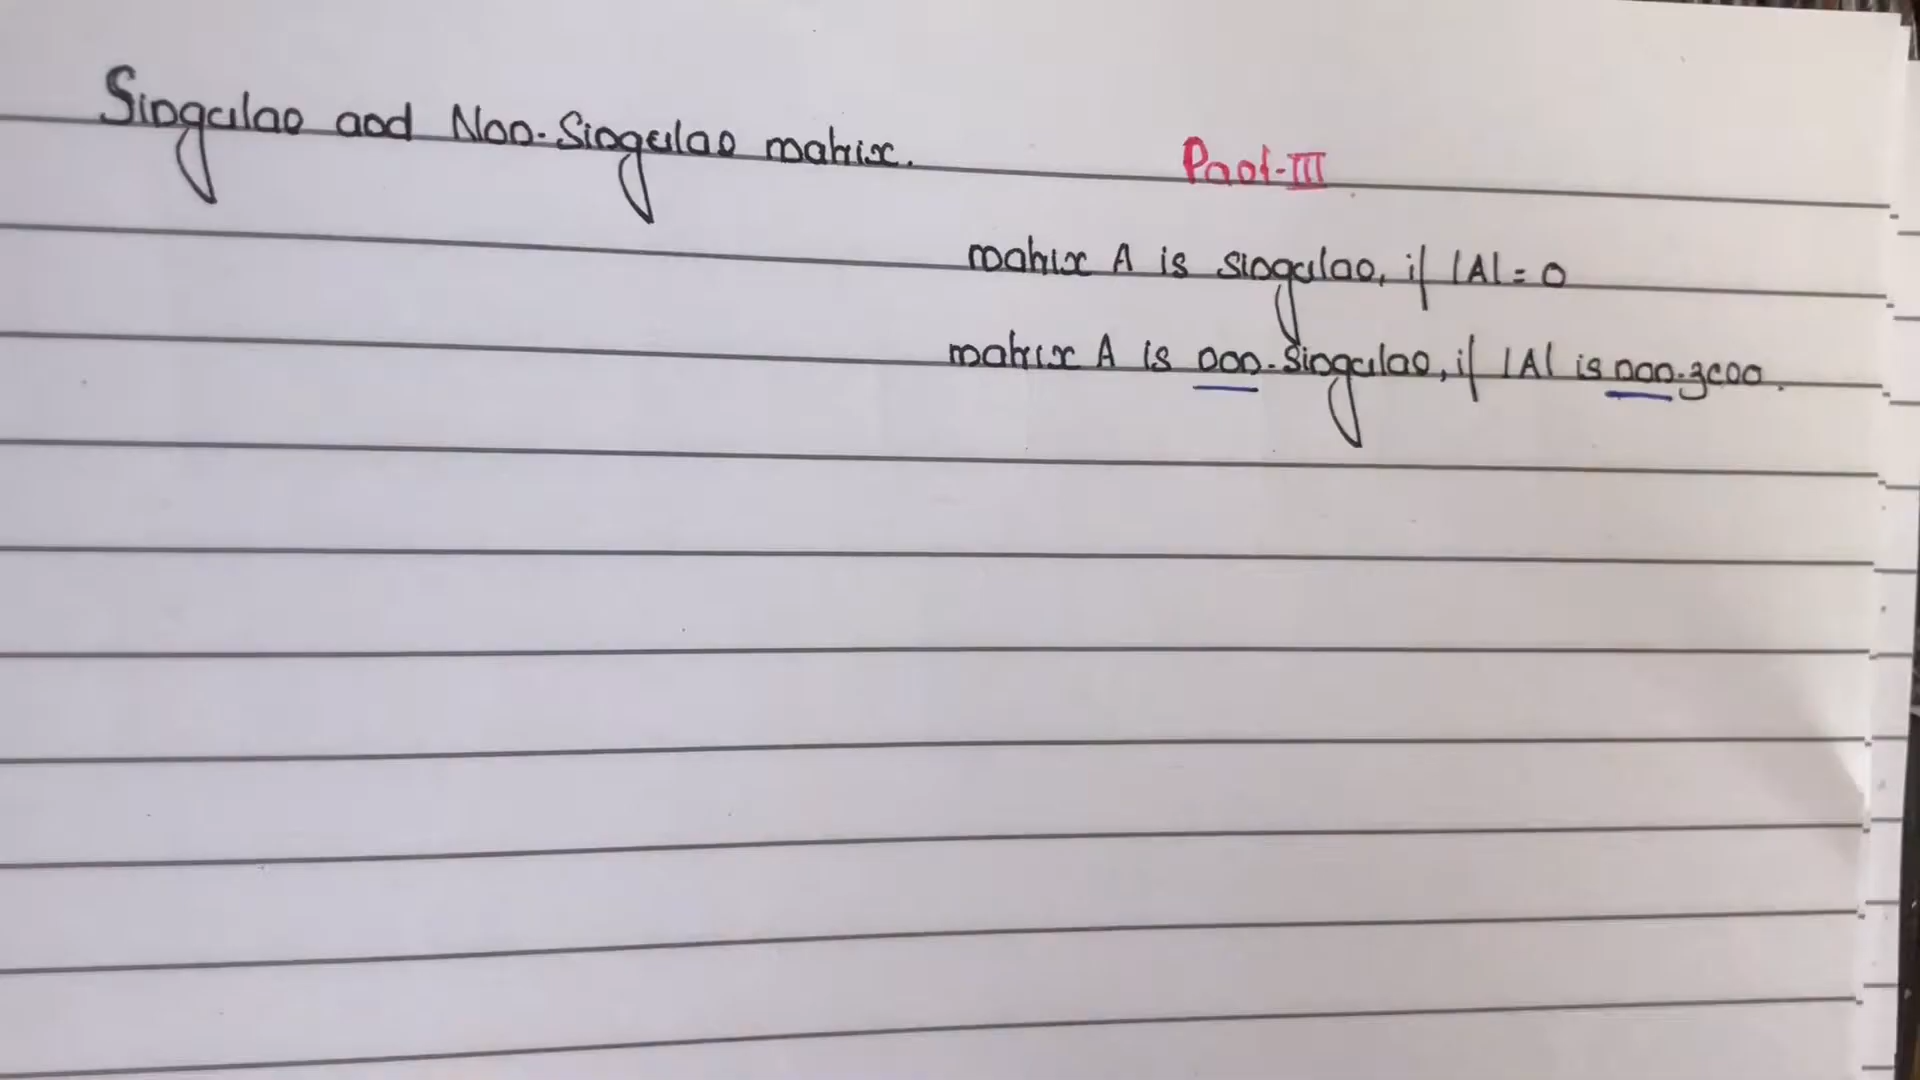 Singular and Non-Singular matrix.
Part-III
matrix A is singular, if |A| = 0
matrix A is non-singular, if |A| is non-zero.